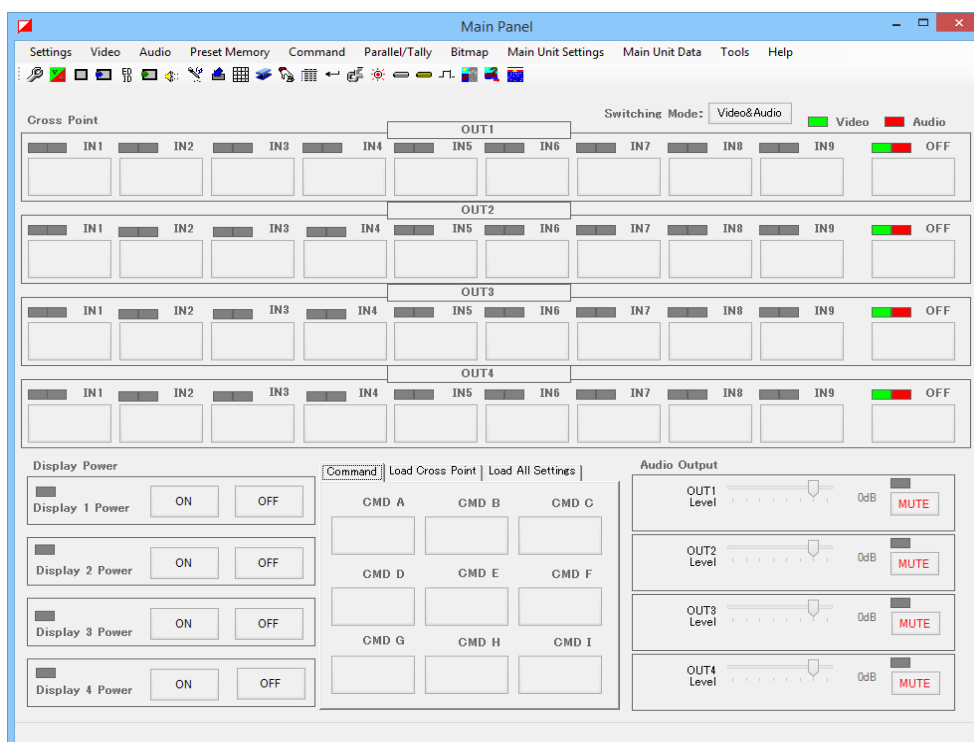 Main Panel
Settings Video Audio Preset Memory Command Parallel/Tally Bitmap Main Unit Settings Main Unit Data Tools Help
Switching Mode: Video&Audio
Cross Point Video Audio
OUT1
IN1 IN2 IN3 IN4 IN5 IN6 IN7 IN8 IN9 OFF
OUT2
IN1 IN2 IN3 IN4 IN5 IN6 IN7 IN8 IN9 OFF
OUT3
IN1 IN2 IN3 IN4 IN5 IN6 IN7 IN8 IN9 OFF
OUT4
IN1 IN2 IN3 IN4 IN5 IN6 IN7 IN8 IN9 OFF
Display Power
Display 1 Power ON OFF
Display 2 Power ON OFF
Display 3 Power ON OFF
Display 4 Power ON OFF
Command Load Cross Point Load All Settings
CMD A CMD B CMD C
CMD D CMD E CMD F
CMD G CMD H CMD I
Audio Output
OUT1 Level 0dB MUTE
OUT2 Level 0dB MUTE
OUT3 Level 0dB MUTE
OUT4 Level 0dB MUTE